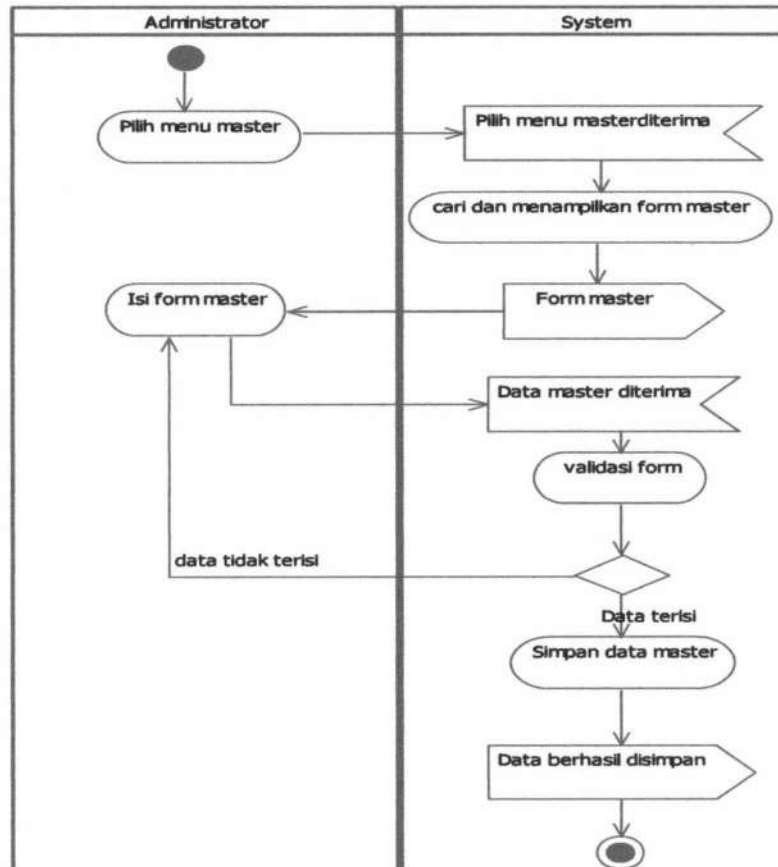 Administrator
System
Pilih menu master
Pilih menu masterditerima
cari dan menampilkan form master
Isi form master
Form master
Data master diterima
validasi form
data tidak terisi
Data terisi
Simpan data master
Data berhasil disimpan